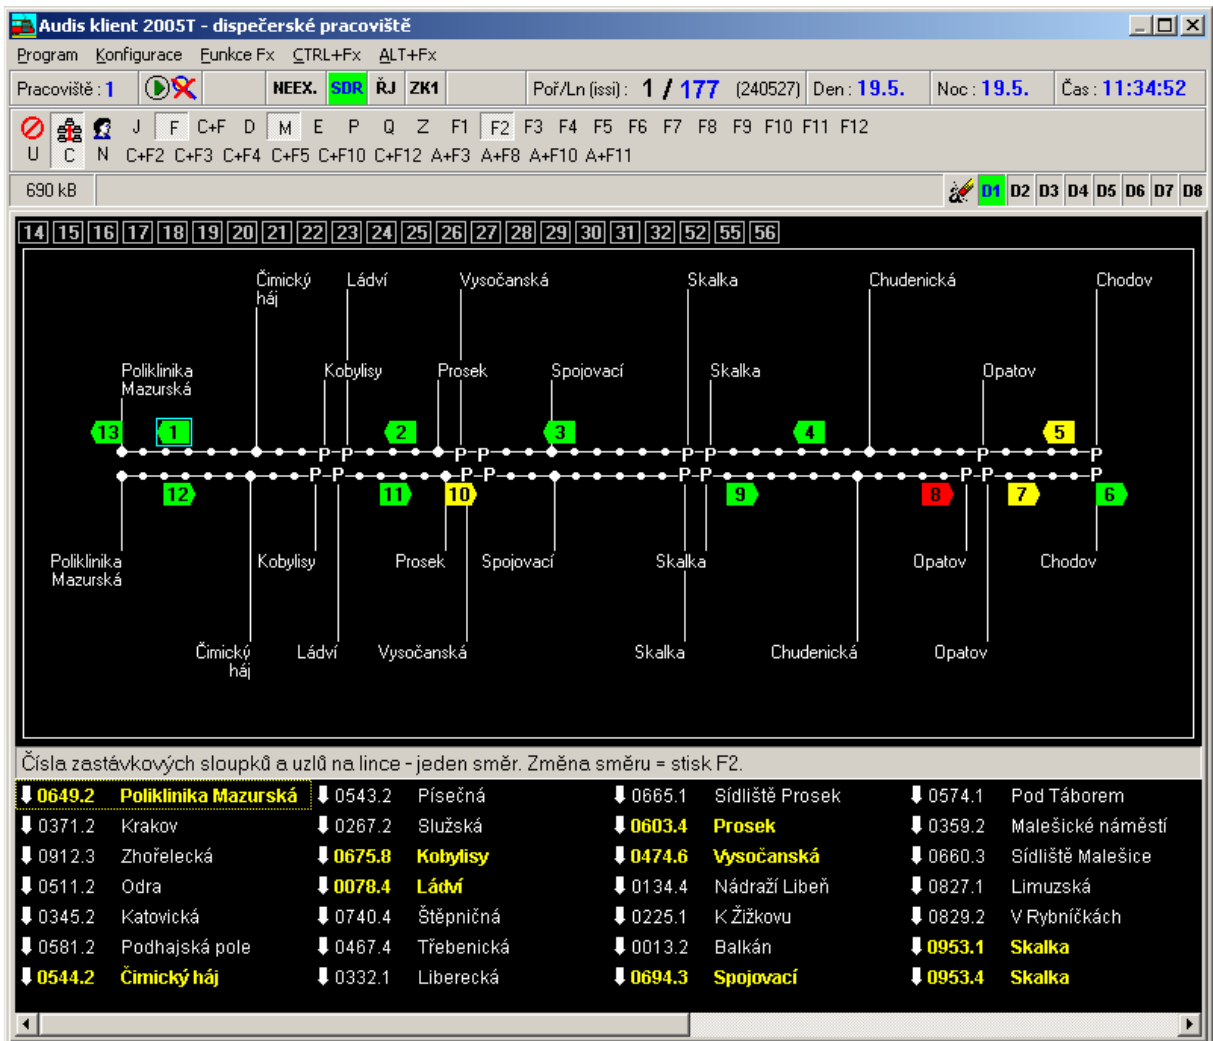 Audis klient 2005T - dispečerské pracoviště
Program Konfigurace Funkce Fx CTRL+Fx ALT+Fx
Pracoviště : 1 NEEX. SDR ŘJ ZK1 Poř/Ln (issi) : 1 / 177 (240527) Den : 19.5. Noc : 19.5. Čas : 11:34:52
J F C+F D M E P Q Z F1 F2 F3 F4 F5 F6 F7 F8 F9 F10 F11 F12
U C N C+F2 C+F3 C+F4 C+F5 C+F10 C+F12 A+F3 A+F8 A+F10 A+F11
690 kB D1 D2 D3 D4 D5 D6 D7 D8
14 15 16 17 18 19 20 21 22 23 24 25 26 27 28 29 30 31 32 52 55 56
Čimický Ládví Vysočanská Skalka Chudenická Chodov
háj
Poliklinika Kobylisy Prosek Spojovací Skalka Opatov
Mazurská
13 1 2 3 4 5
P P P P P P P P
P P P P P P P P P
12 11 10 9 8 7 6
Poliklinika Kobylisy Prosek Spojovací Skalka Opatov Chodov
Mazurská
Čimický Ládví Vysočanská Skalka Chudenická Opatov
háj
Čísla zastávkových sloupků a uzlů na lince - jeden směr. Změna směru = stisk F2.
0649.2 Poliklinika Mazurská 0543.2 Písečná 0665.1 Sídliště Prosek 0574.1 Pod Táborem
0371.2 Krakov 0267.2 Služská 0603.4 Prosek 0359.2 Malešické náměstí
0912.3 Zhořelecká 0675.8 Kobylisy 0474.6 Vysočanská 0660.3 Sídliště Malešice
0511.2 Odra 0078.4 Ládví 0134.4 Nádraží Libeň 0827.1 Limuzská
0345.2 Katovická 0740.4 Štěpničná 0225.1 K Žižkovu 0829.2 V Rybníčkách
0581.2 Podhajská pole 0467.4 Třebenická 0013.2 Balkán 0953.1 Skalka
0544.2 Čimický háj 0332.1 Liberecká 0694.3 Spojovací 0953.4 Skalka